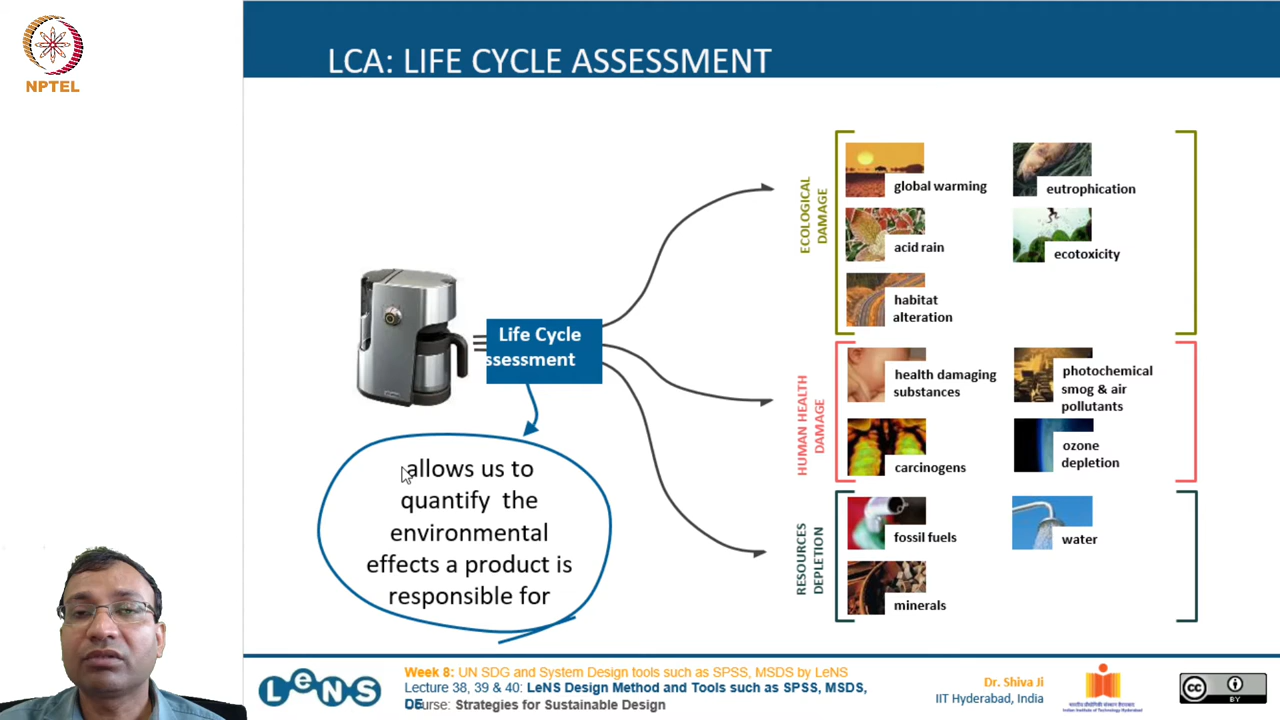 NPTEL
LCA: LIFE CYCLE ASSESSMENT
Life Cycle
ssessment
allows us to
quantify the
environmental
effects a product is
responsible for
ECOLOGICAL
DAMAGE
global warming
eutrophication
acid rain
ecotoxicity
habitat
alteration
HUMAN HEALTH
DAMAGE
health damaging
substances
photochemical
smog & air
pollutants
carcinogens
ozone
depletion
RESOURCES
DEPLETION
fossil fuels
water
minerals
LeNS
Week 8: UN SDG and System Design tools such as SPSS, MSDS by LeNS
Lecture 38, 39 & 40: LeNS Design Method and Tools such as SPSS, MSDS,
Course: Strategies for Sustainable Design
Dr. Shiva Ji
IIT Hyderabad, India
CC
BY